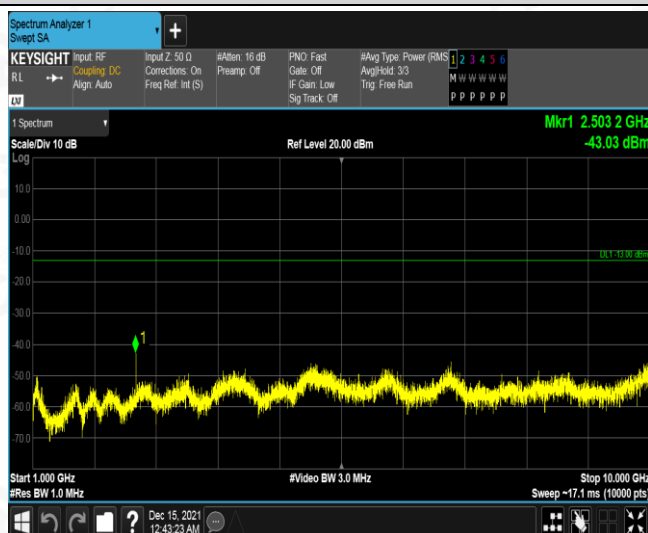 Spectrum Analyzer 1
Swept SA
+
KEYSIGHT
RL
LXI
Input: RF
Coupling: DC
Align: Auto
Input Z: 50 Ω
Corrections: On
Freq Ref: Int (S)
#Atten: 16 dB
Preamp: Off
PNO: Fast
Gate: Off
IF Gain: Low
Sig Track: Off
#Avg Type: Power (RMS
Avg|Hold: 3/3
Trig: Free Run
1 2 3 4 5 6
M W W W W W
P P P P P P
1 Spectrum
Scale/Div 10 dB
Ref Level 20.00 dBm
Mkr1 2.503 2 GHz
-43.03 dBm
Log
10.0
0.00
-10.0
DL1 -13.00 dBm
-20.0
-30.0
-40.0
1
-50.0
-60.0
-70.0
Start 1.000 GHz
#Video BW 3.0 MHz
Stop 10.000 GHz
#Res BW 1.0 MHz
Sweep ~17.1 ms (10000 pts)
?
Dec 15, 2021
12:43:23 AM